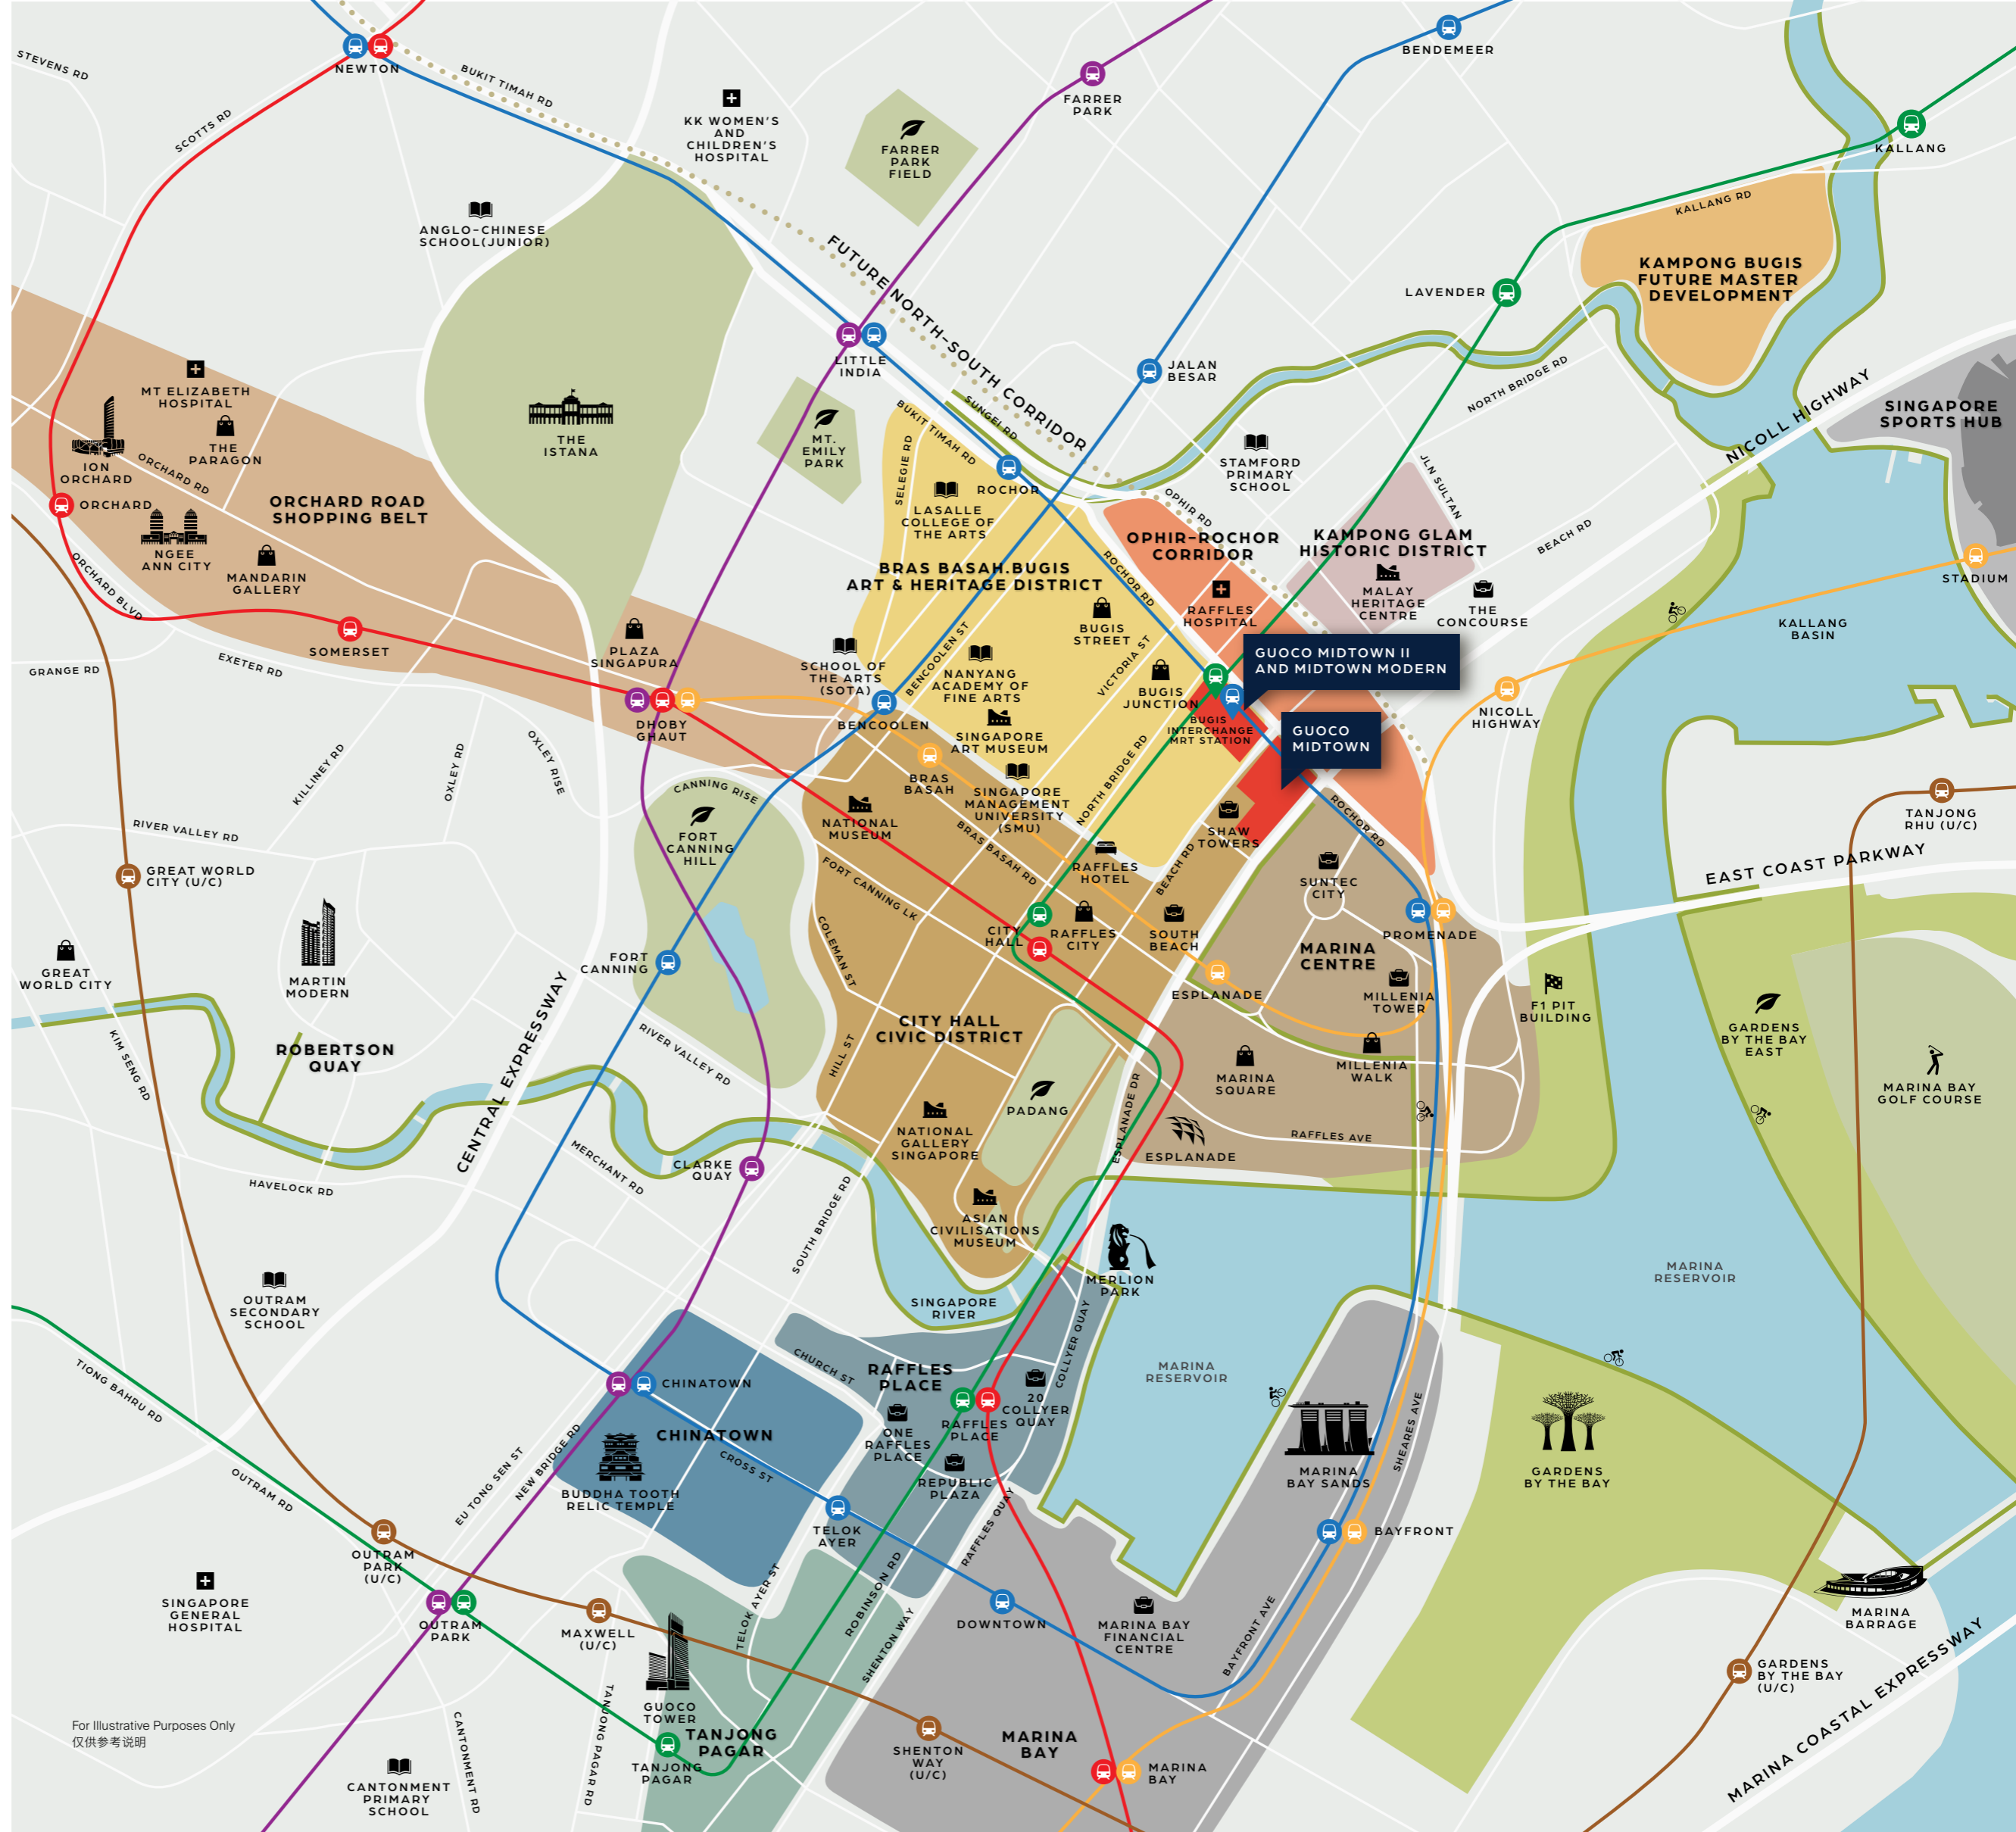 NEWTON
STEVENS RD
SCOTTS RD
BUKIT TIMAH RD
KK WOMEN'S
AND
CHILDREN'S
HOSPITAL
FARRER
PARK
FIELD
FARRER
PARK
BENDEMEER
KALLANG
KALLANG RD
ANGLO-CHINESE
SCHOOL(JUNIOR)
FUTURE NORTH-SOUTH CORRIDOR
KAMPONG BUGIS
FUTURE MASTER
DEVELOPMENT
LAVENDER
LITTLE
INDIA
JALAN
BESAR
NORTH BRIDGE RD
NICOLL HIGHWAY
SINGAPORE
SPORTS HUB
MT ELIZABETH
HOSPITAL
THE
PARAGON
ION
ORCHARD
ORCHARD RD
ORCHARD
ORCHARD ROAD
SHOPPING BELT
NGEE
ANN CITY
MANDARIN
GALLERY
ORCHARD BLVD
THE
ISTANA
MT.
EMILY
PARK
BUKIT TIMAH RD
SUNGEI RD
SELEGIE RD
ROCHOR
LASALLE
COLLEGE OF
THE ARTS
STAMFORD
PRIMARY
SCHOOL
JLN SULTAN
OPHIR RD
BEACH RD
OPHIR-ROCHOR
CORRIDOR
KAMPONG GLAM
HISTORIC DISTRICT
BRAS BASAH.BUGIS
ART & HERITAGE DISTRICT
ROCHOR RD
RAFFLES
HOSPITAL
MALAY
HERITAGE
CENTRE
THE
CONCOURSE
STADIUM
KALLANG
BASIN
BUGIS
STREET
SOMERSET
GRANGE RD
EXETER RD
PLAZA
SINGAPURA
SCHOOL OF
THE ARTS
(SOTA)
BENCOOLEN ST
NANYANG
ACADEMY OF
FINE ARTS
VICTORIA ST
BUGIS
JUNCTION
GUOCO MIDTOWN II
AND MIDTOWN MODERN
BUGIS
INTERCHANGE
MRT STATION
GUOCO
MIDTOWN
NICOLL
HIGHWAY
DHOBY
GHAUT
BENCOOLEN
SINGAPORE
ART MUSEUM
BRAS
BASAH
SINGAPORE
MANAGEMENT
UNIVERSITY
(SMU)
NORTH BRIDGE RD
KILLINEY RD
OXLEY RD
OXLEY RISE
CANNING RISE
FORT
CANNING
HILL
NATIONAL
MUSEUM
BRAS BASAH RD
FORT CANNING LK
SHAW
TOWERS
ROCHOR RD
RAFFLES
HOTEL
BEACH RD
SUNTEC
CITY
TANJONG
RHU (U/C)
EAST COAST PARKWAY
RIVER VALLEY RD
GREAT WORLD
CITY (U/C)
GREAT
WORLD CITY
MARTIN
MODERN
FORT
CANNING
COLEMAN ST
CITY
HALL
RAFFLES
CITY
SOUTH
BEACH
MARINA
CENTRE
PROMENADE
ESPLANADE
MILLENIA
TOWER
F1 PIT
BUILDING
GARDENS
BY THE BAY
EAST
MARINA BAY
GOLF COURSE
CENTRAL EXPRESSWAY
KIM SENG RD
ROBERTSON
QUAY
RIVER VALLEY RD
HILL ST
CITY HALL
CIVIC DISTRICT
PADANG
ESPLANADE DR
MARINA
SQUARE
MILLENIA
WALK
RAFFLES AVE
ESPLANADE
NATIONAL
GALLERY
SINGAPORE
MERCHANT RD
CLARKE
QUAY
HAVELOCK RD
SOUTH BRIDGE RD
ASIAN
CIVILISATIONS
MUSEUM
MERLION
PARK
MARINA
RESERVOIR
OUTRAM
SECONDARY
SCHOOL
SINGAPORE
RIVER
TIONG BAHRU RD
CHINATOWN
CHURCH ST
RAFFLES
PLACE
COLLYER QUAY
20
COLLYER
QUAY
RAFFLES
PLACE
ONE
RAFFLES
PLACE
REPUBLIC
PLAZA
MARINA
RESERVOIR
MARINA
BAY SANDS
SHEARES AVE
GARDENS
BY THE BAY
CHINATOWN
CROSS ST
BUDDHA TOOTH
RELIC TEMPLE
EU TONG SEN ST
NEW BRIDGE RD
OUTRAM RD
TELOK
AYER
RAFFLES QUAY
BAYFRONT
OUTRAM
PARK
(U/C)
OUTRAM
PARK
SINGAPORE
GENERAL
HOSPITAL
MAXWELL
(U/C)
TELOK AYER ST
ROBINSON RD
SHENTON WAY
DOWNTOWN
MARINA BAY
FINANCIAL
CENTRE
BAYFRONT AVE
MARINA
BARRAGE
GARDENS
BY THE BAY
(U/C)
MARINA COASTAL EXPRESSWAY
GUOCO
TOWER
TANJONG
PAGAR
TANJONG
PAGAR
TANJONG PAGAR RD
CANTONMENT RD
CANTONMENT
PRIMARY
SCHOOL
SHENTON
WAY
(U/C)
MARINA
BAY
MARINA
BAY
For Illustrative Purposes Only
仅供参考说明